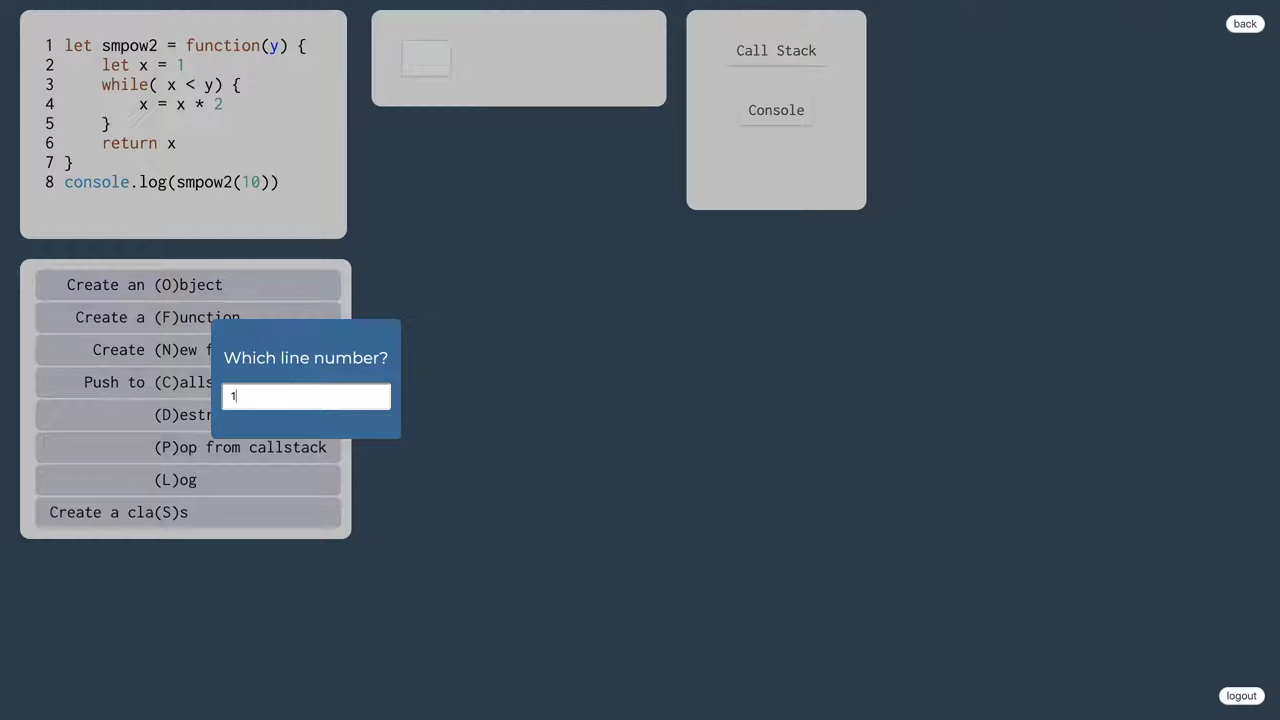 1 let smpow2 = function(y) {
2     let x = 1
3     while( x < y) {
4         x = x * 2
5     }
6     return x
7 }
8 console.log(smpow2(10))
Call Stack
Console
back
Create an (O)bject
Create a (F)unction
Create (N)ew
Push to (C)alls
(D)estr
(P)op from callstack
(L)og
Create a cla(S)s
Which line number?
1
logout